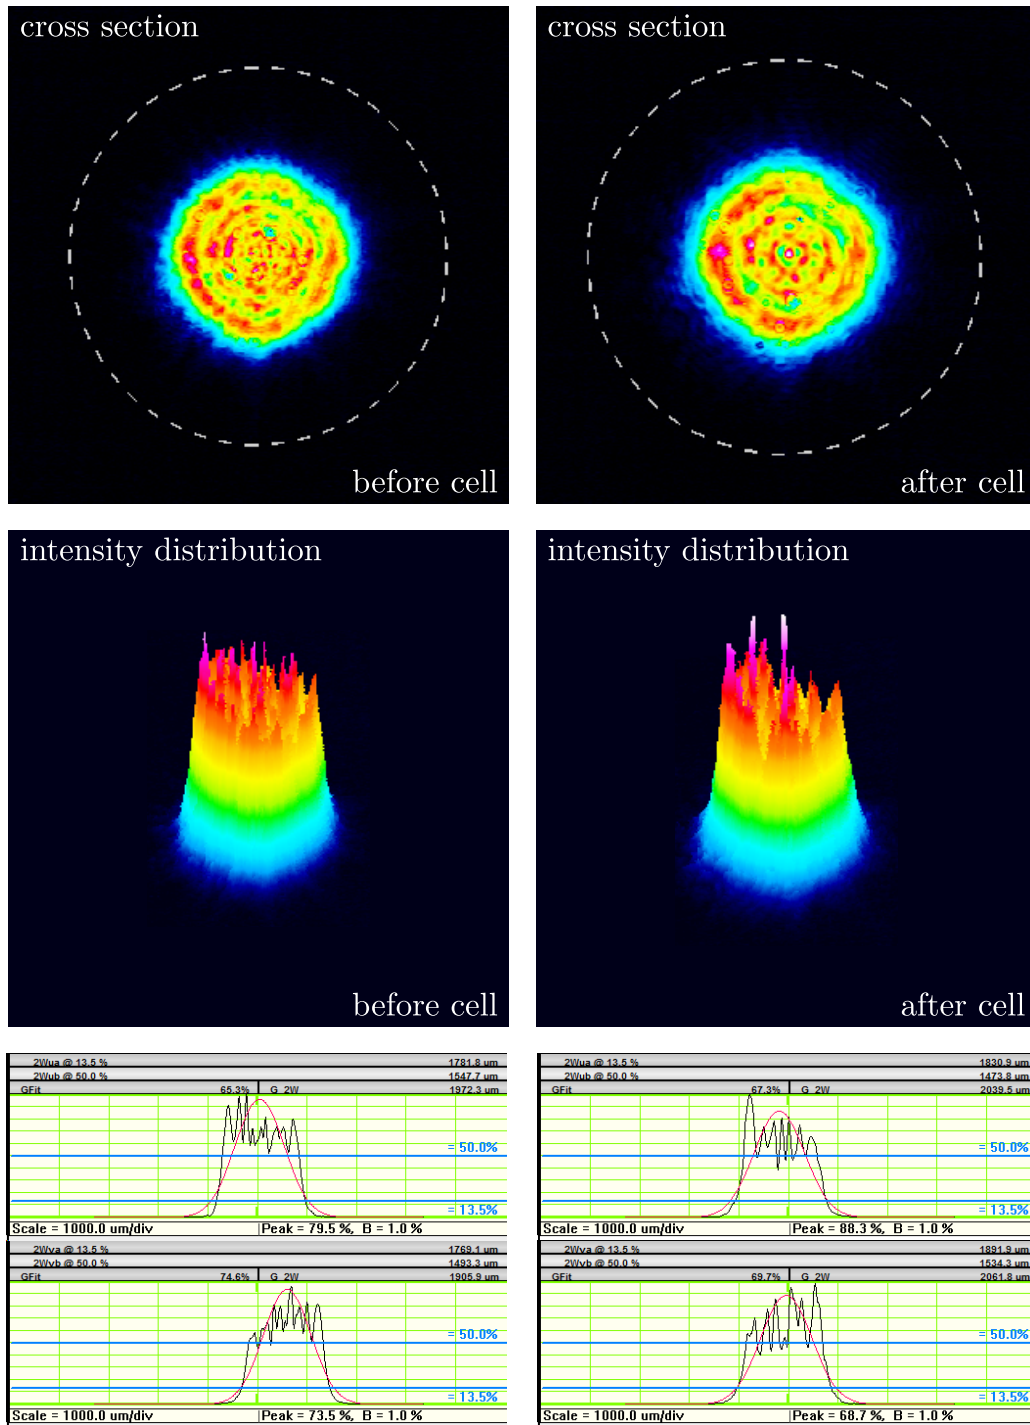 cross section
cross section
before cell
after cell
intensity distribution
intensity distribution
before cell
after cell
2Wua @ 13.5 % 1781.8 um
2Wub @ 50.0 % 1547.7 um
GFit 65.3% G 2W 1972.3 um
= 50.0%
= 13.5%
Scale = 1000.0 um/div Peak = 79.5 %, B = 1.0 %
2Wva @ 13.5 % 1769.1 um
2Wvb @ 50.0 % 1493.3 um
GFit 74.6% G 2W 1905.9 um
= 50.0%
= 13.5%
Scale = 1000.0 um/div Peak = 73.5 %, B = 1.0 %
2Wua @ 13.5 % 1830.9 um
2Wub @ 50.0 % 1473.8 um
GFit 67.3% G 2W 2039.5 um
= 50.0%
= 13.5%
Scale = 1000.0 um/div Peak = 88.3 %, B = 1.0 %
2Wva @ 13.5 % 1891.9 um
2Wvb @ 50.0 % 1534.3 um
GFit 69.7% G 2W 2061.8 um
= 50.0%
= 13.5%
Scale = 1000.0 um/div Peak = 68.7 %, B = 1.0 %